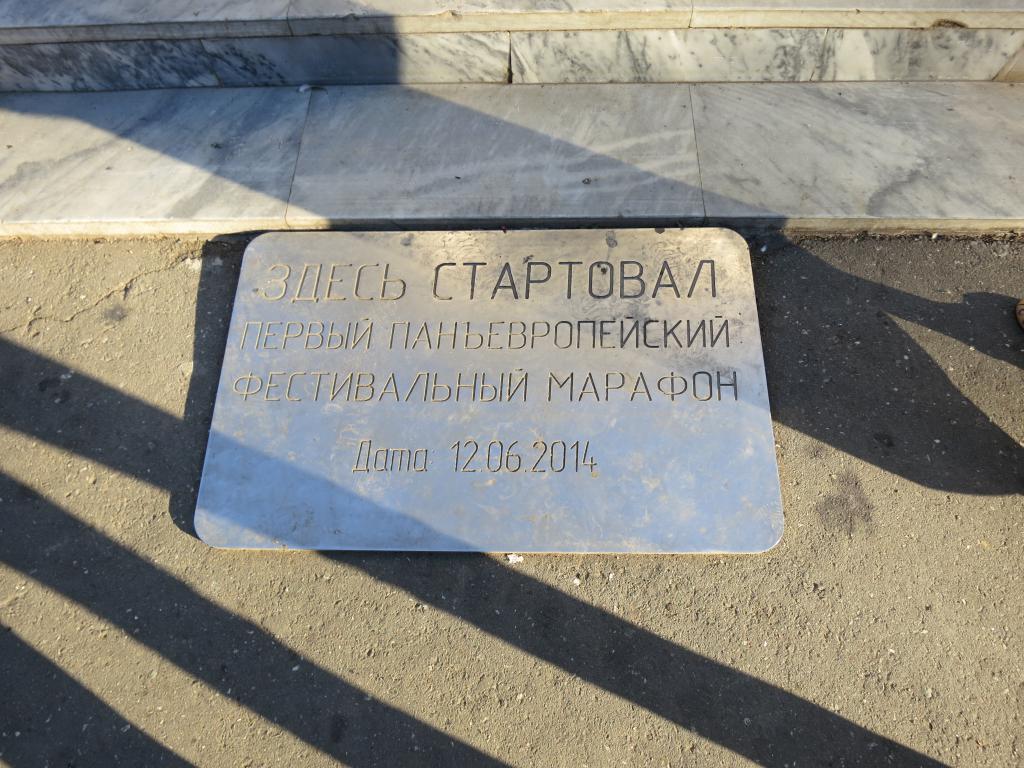 ЗДЕСЬ СТАРТОВАЛ
ПЕРВЫЙ ПАНЪЕВРОПЕЙСКИЙ
ФЕСТИВАЛЬНЫЙ МАРАФОН
Дата: 12.06.2014